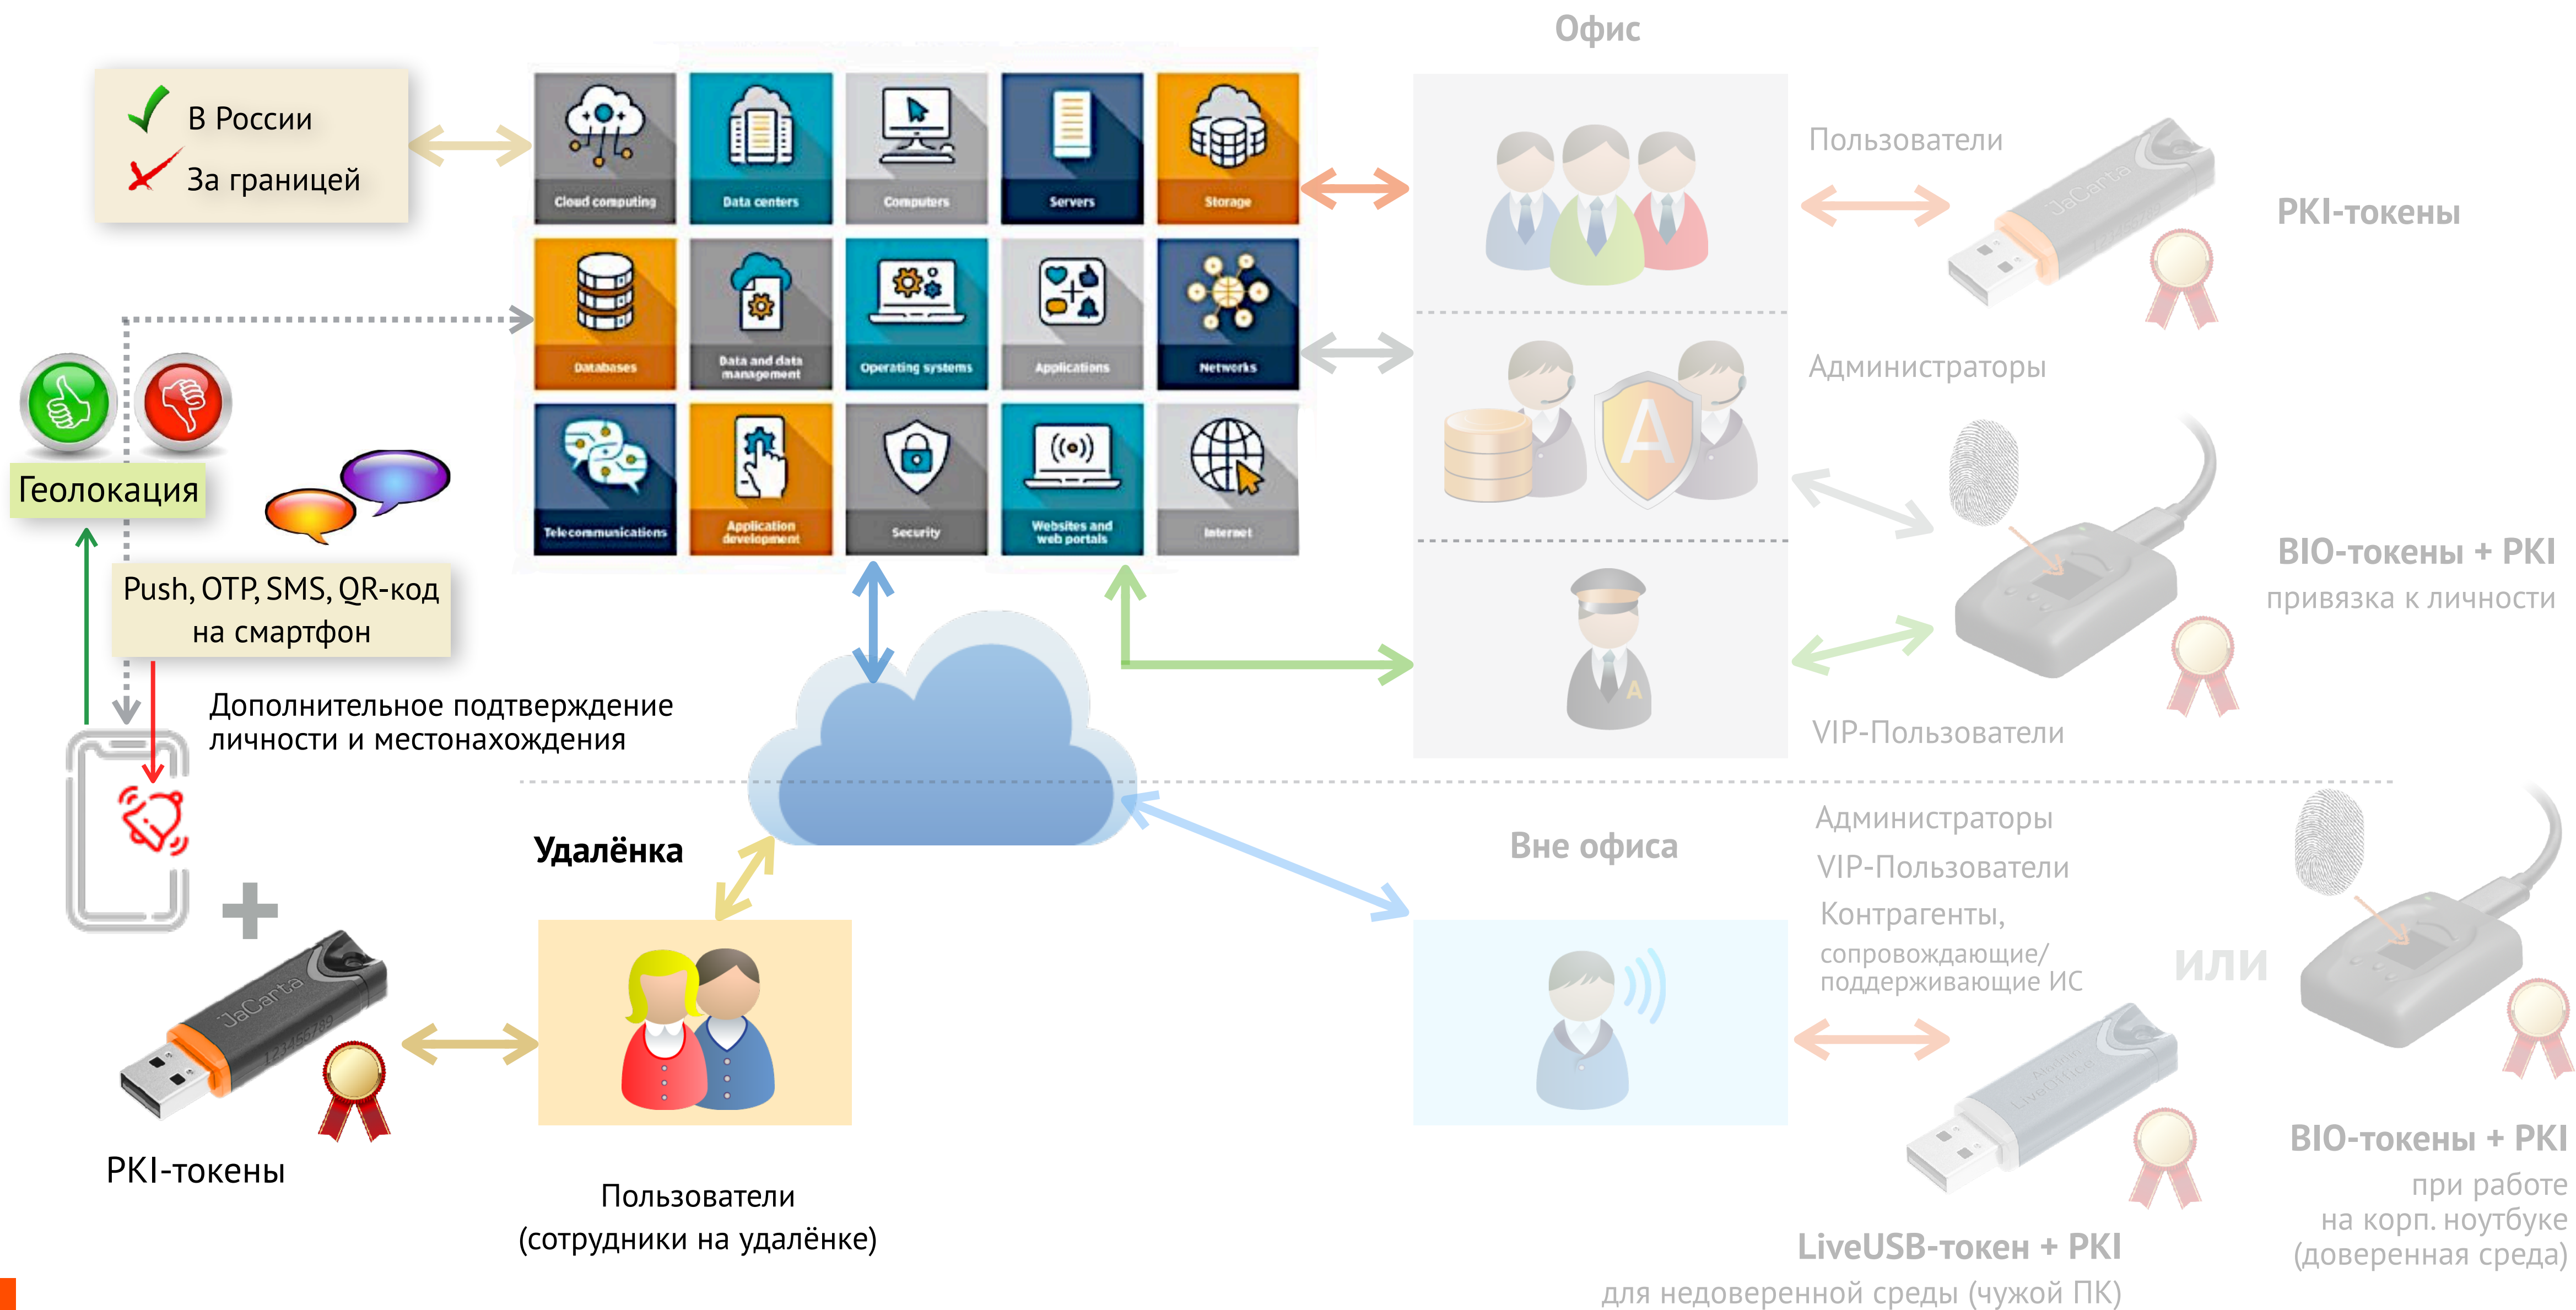 Офис
В России
За границей
Cloud computing
Data centers
Computers
Servers
Storage
Databases
Data and data
management
Operating systems
Applications
Networks
Telecommunications
Application
development
Security
Websites and
web portals
Internet
Пользователи
JaCarta
PKI-токены
Администраторы
A
BIO-токены + PKI
привязка к личности
A
VIP-Пользователи
Геолокация
Push, OTP, SMS, QR-код
на смартфон
Дополнительное подтверждение
личности и местонахождения
Удалёнка
JaCarta
123456789
PKI-токены
Пользователи
(сотрудники на удалёнке)
Вне офиса
Администраторы
VIP-Пользователи
Контрагенты,
сопровождающие/
поддерживающие ИС
или
Aladdin
LiveOffice
LiveUSB-токен + PKI
для недоверенной среды (чужой ПК)
BIO-токены + PKI
при работе
на корп. ноутбуке
(доверенная среда)